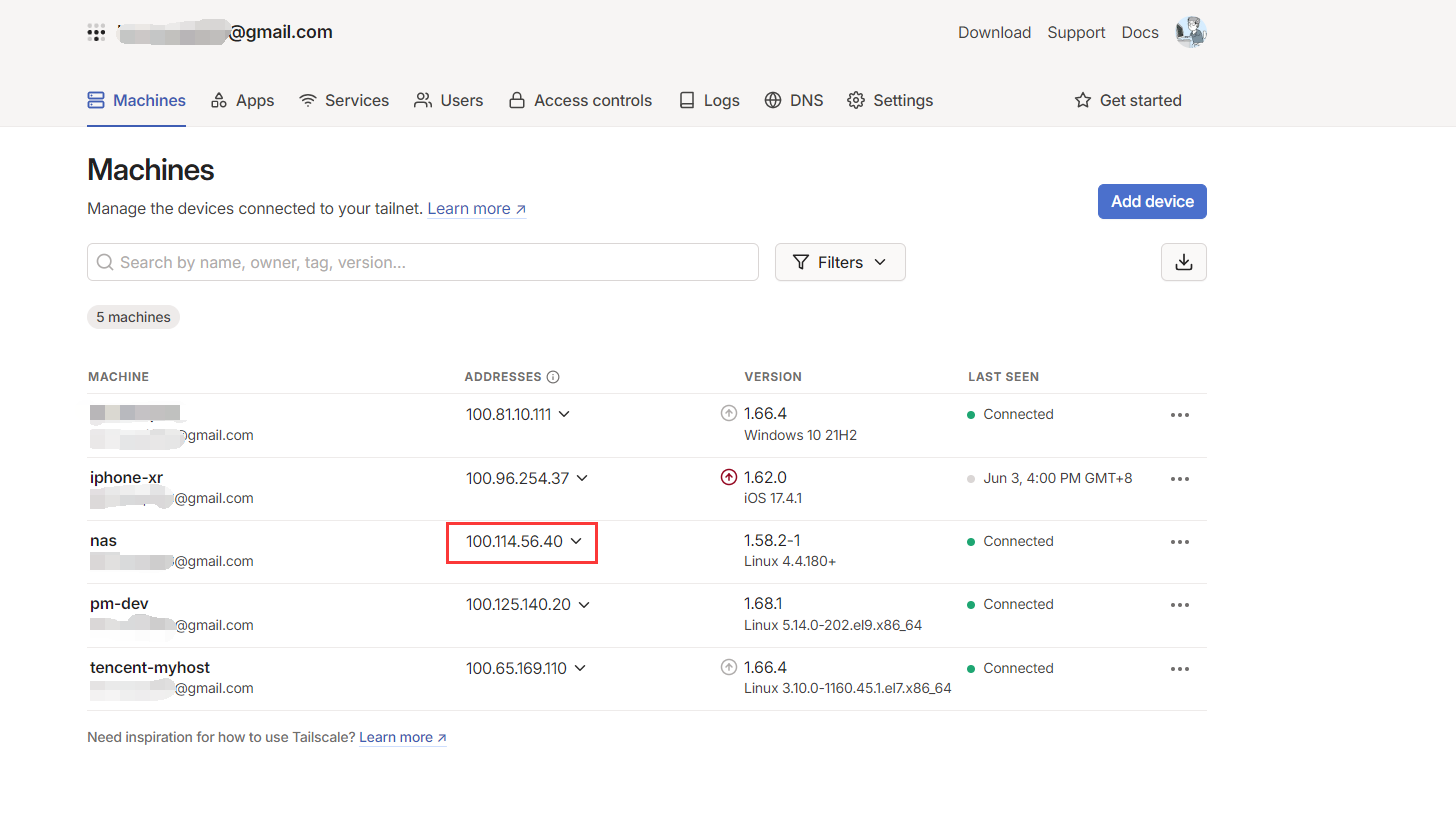 @gmail.com Download Support Docs
Machines Apps Services Users Access controls Logs DNS Settings Get started
Machines
Manage the devices connected to your tailnet. Learn more ↗
Add device
Search by name, owner, tag, version...
Filters
5 machines
MACHINE ADDRESSES VERSION LAST SEEN
100.81.10.111 1.66.4 Connected
@gmail.com Windows 10 21H2
iphone-xr 100.96.254.37 1.62.0 Jun 3, 4:00 PM GMT+8
@gmail.com iOS 17.4.1
nas 100.114.56.40 1.58.2-1 Connected
@gmail.com Linux 4.4.180+
pm-dev 100.125.140.20 1.68.1 Connected
@gmail.com Linux 5.14.0-202.el9.x86_64
tencent-myhost 100.65.169.110 1.66.4 Connected
@gmail.com Linux 3.10.0-1160.45.1.el7.x86_64
Need inspiration for how to use Tailscale? Learn more ↗